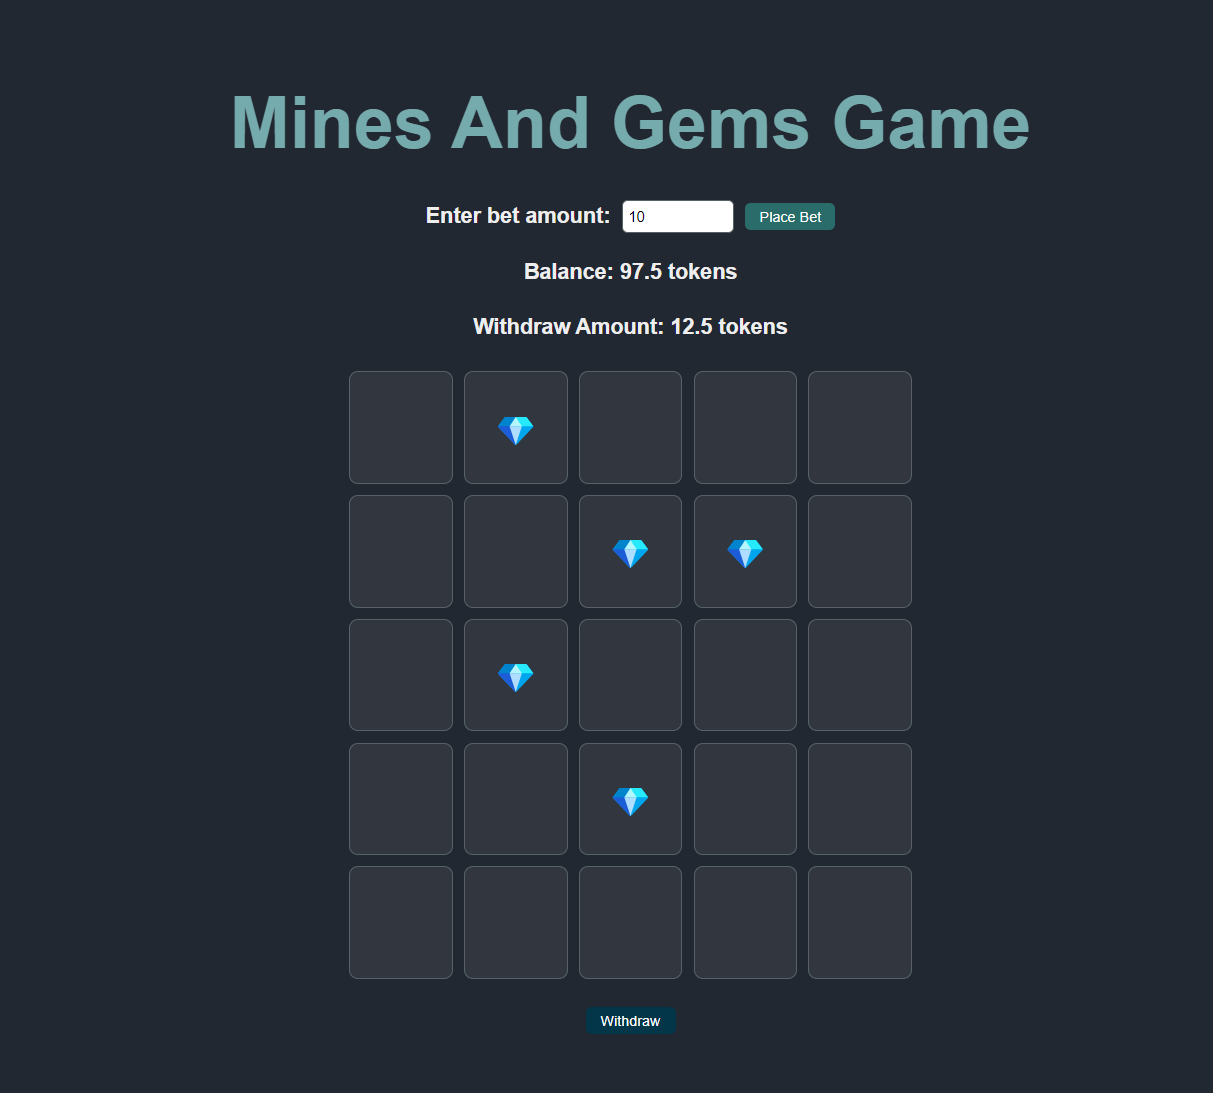 Mines And Gems Game
Enter bet amount: 10 Place Bet
Balance: 97.5 tokens
Withdraw Amount: 12.5 tokens
Withdraw